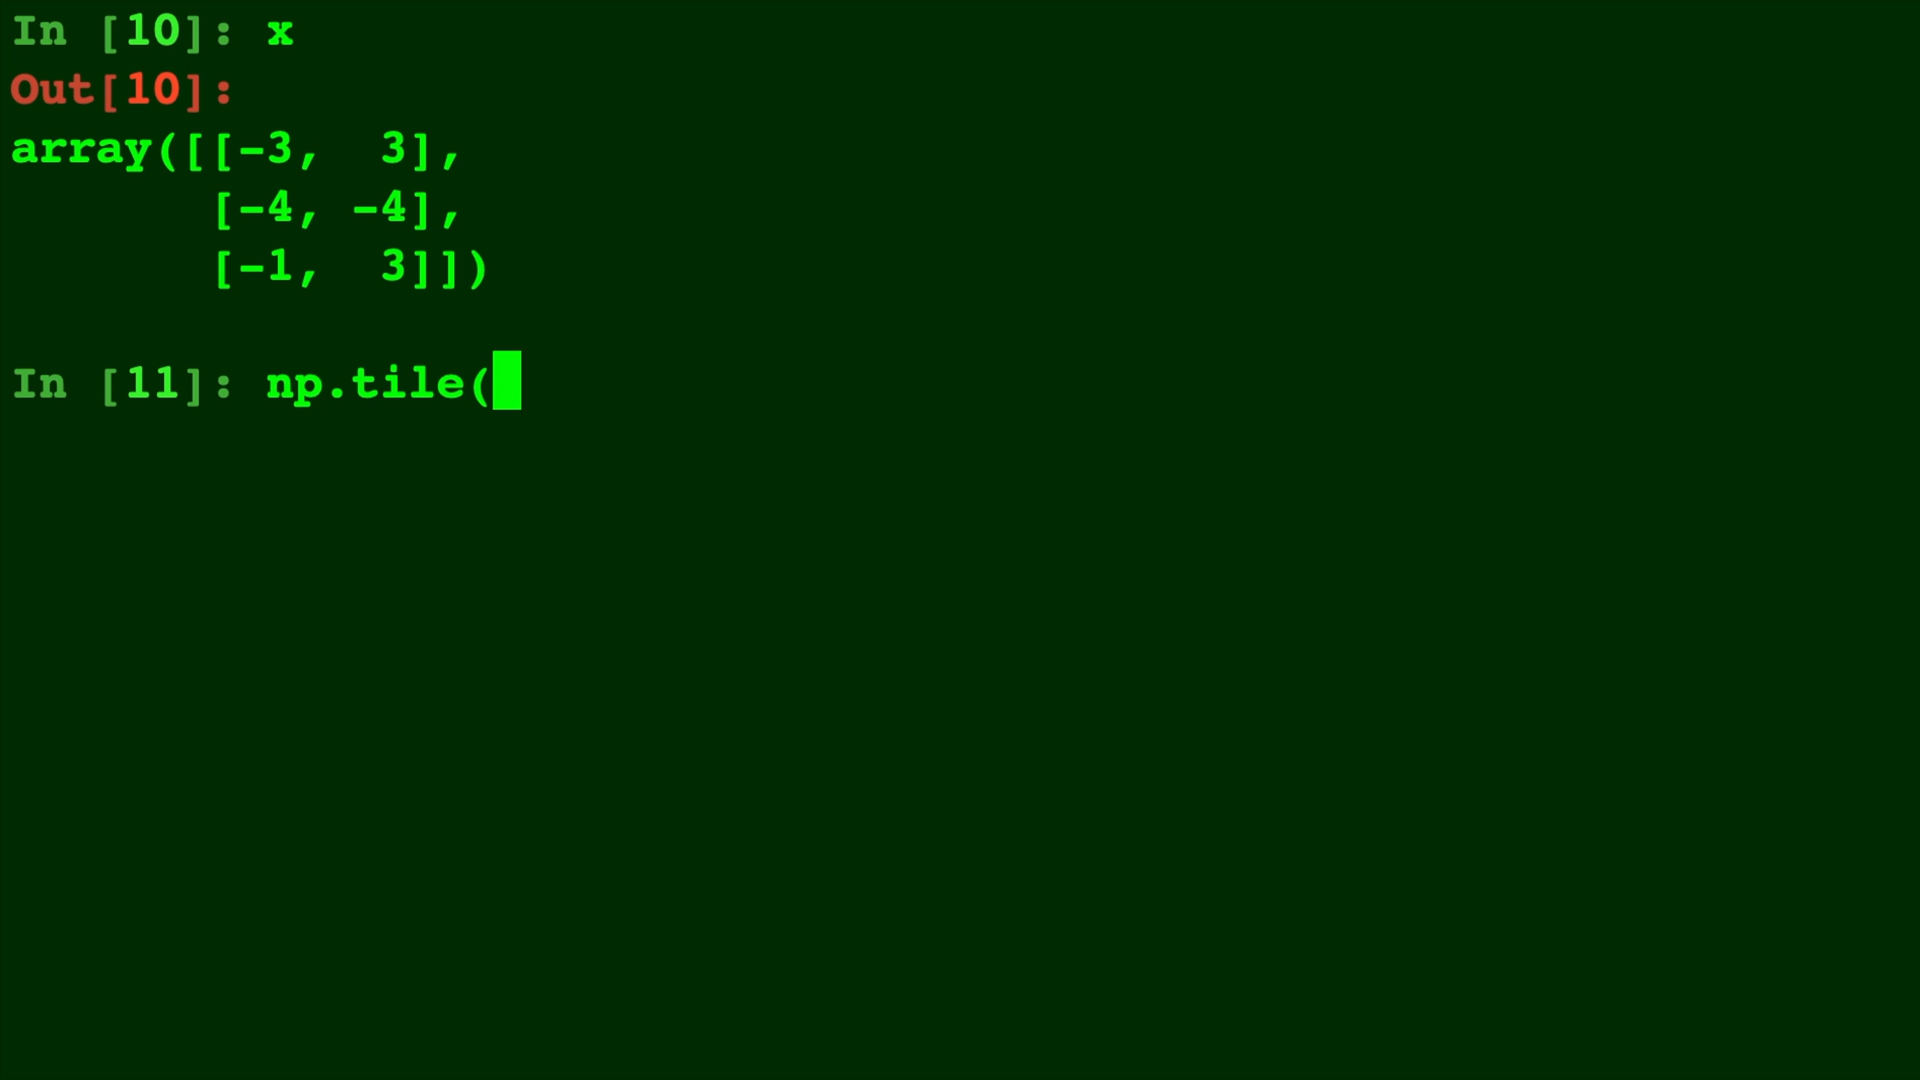 In [10]: x
Out[10]:
array([[-3,  3],
       [-4, -4],
       [-1,  3]])
In [11]: np.tile(